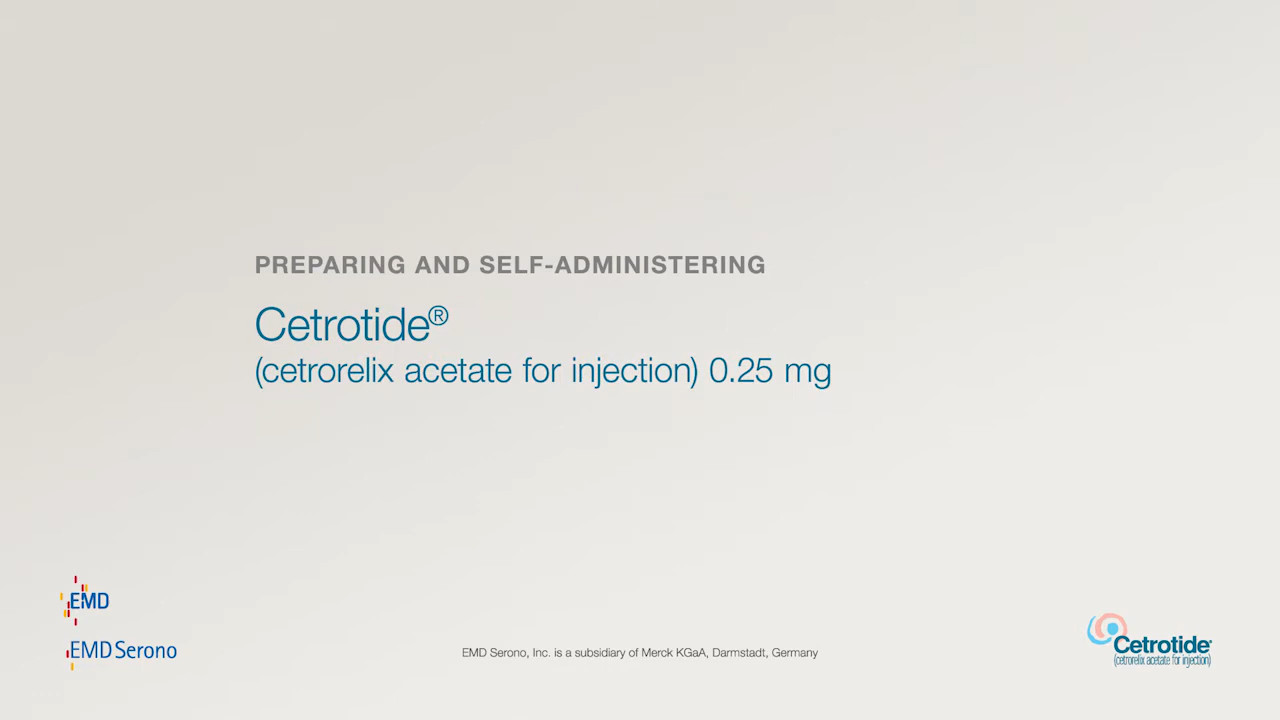 PREPARING AND SELF-ADMINISTERING
Cetrotide®
(cetrorelix acetate for injection) 0.25 mg
EMD
EMD Serono
EMD Serono, Inc. is a subsidiary of Merck KGaA, Darmstadt, Germany
Cetrotide®
(cetrorelix acetate for injection)